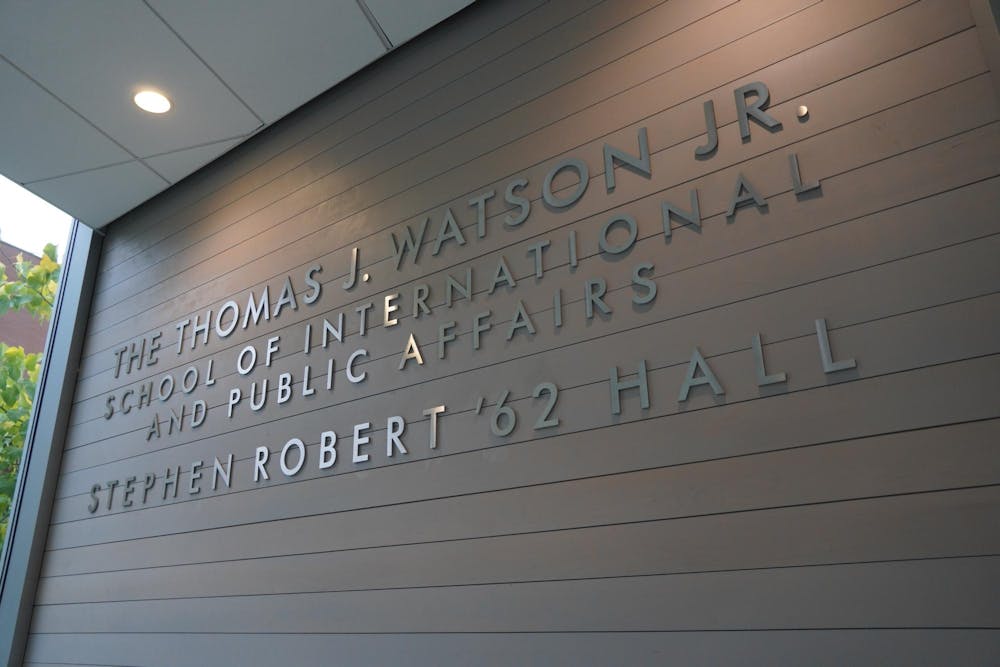 THE THOMAS J. WATSON JR.
SCHOOL OF INTERNATIONAL
AND PUBLIC AFFAIRS
STEPHEN ROBERT '62 HALL